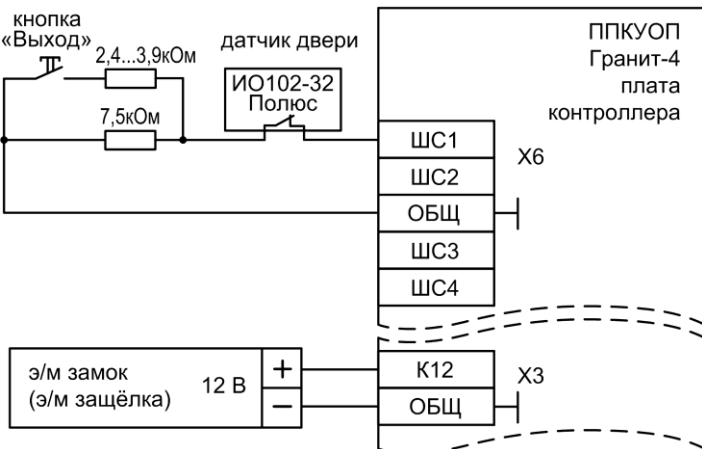 кнопка
«Выход»
2,4...3,9кОм
7,5кОм
датчик двери
ИО102-32
Полюс
ППКУОП
Гранит-4
плата
контроллера
ШС1
ШС2
ОБЩ
ШС3
ШС4
X6
э/м замок
(э/м защёлка)
12 В
+
−
К12
ОБЩ
X3